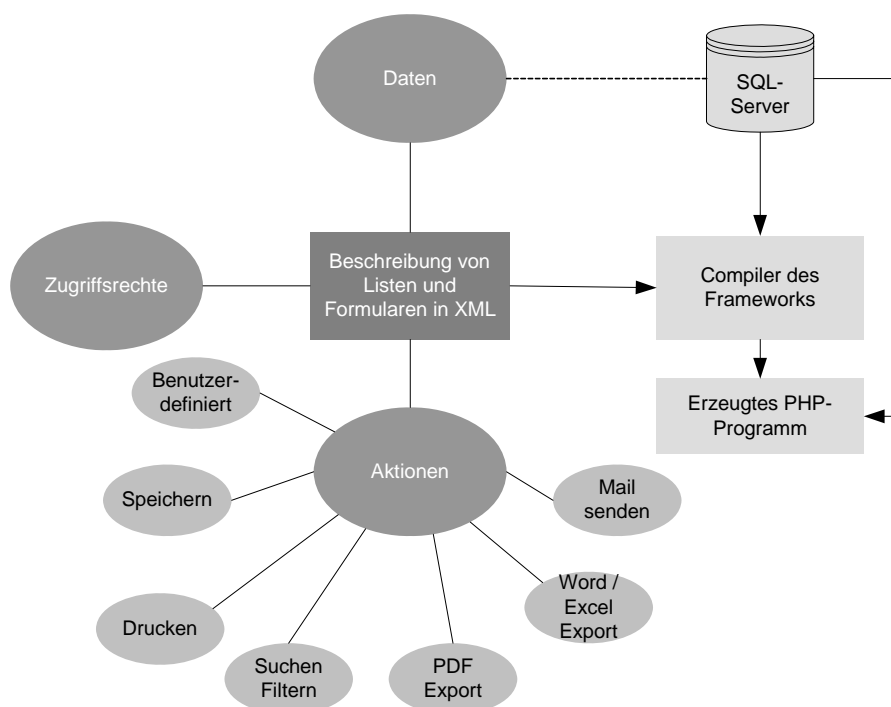 Daten
SQL-
Server
Zugriffsrechte
Beschreibung von
Listen und
Formularen in XML
Compiler des
Frameworks
Benutzer-
definiert
Erzeugtes PHP-
Programm
Aktionen
Speichern
Mail
senden
Drucken
Word /
Excel
Export
Suchen
Filtern
PDF
Export